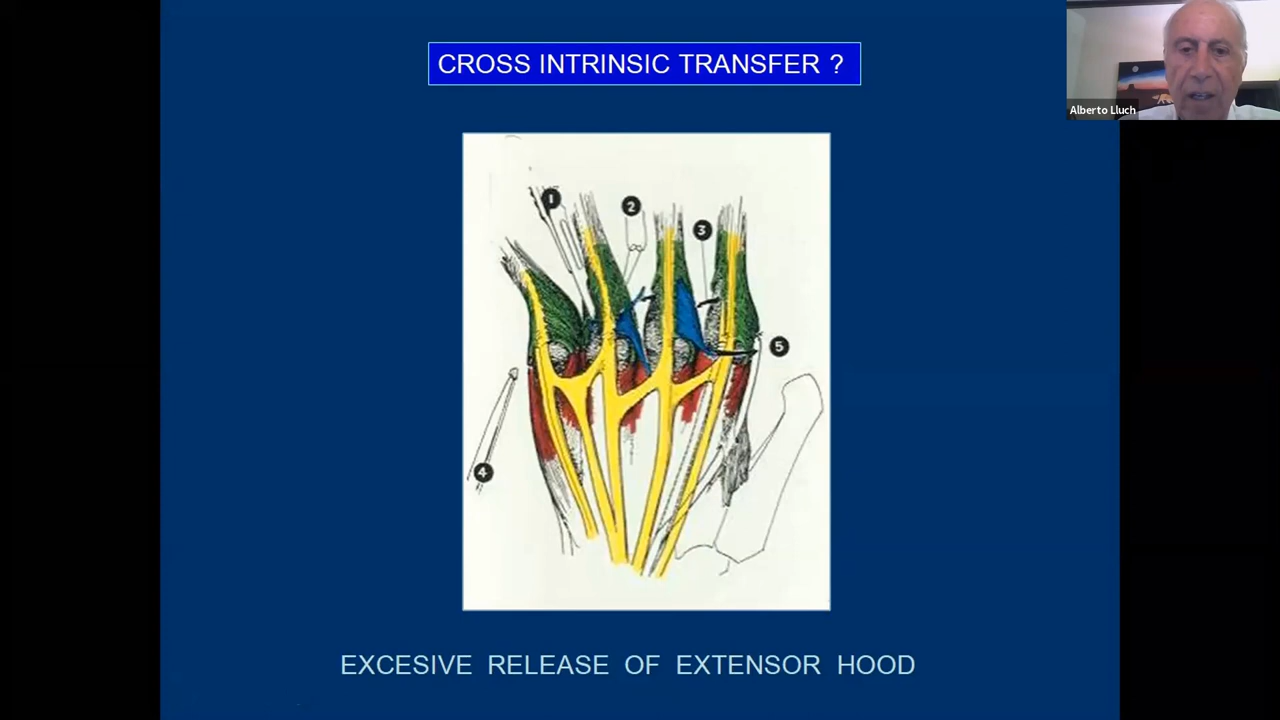 CROSS INTRINSIC TRANSFER ?
Alberto Lluch
1
2
3
5
4
EXCESIVE RELEASE OF EXTENSOR HOOD